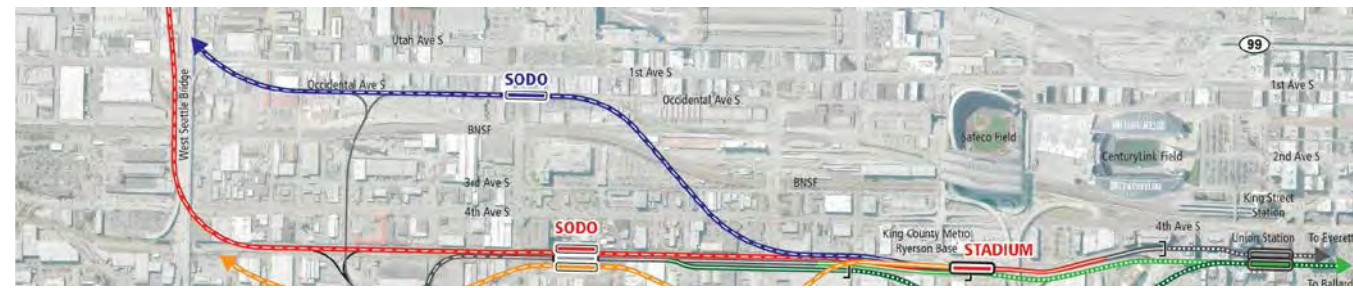 99
Utah Ave S
1st Ave S
SODO
Occidental Ave S
1st Ave S
Occidental Ave S
West Seattle Bridge
BNSF
Safeco Field
CenturyLink Field
2nd Ave S
3rd Ave S
BNSF
King Street
Station
4th Ave S
SODO
4th Ave S
King County Metro
Ryerson Base
STADIUM
Union Station
To Everett
To Ballard